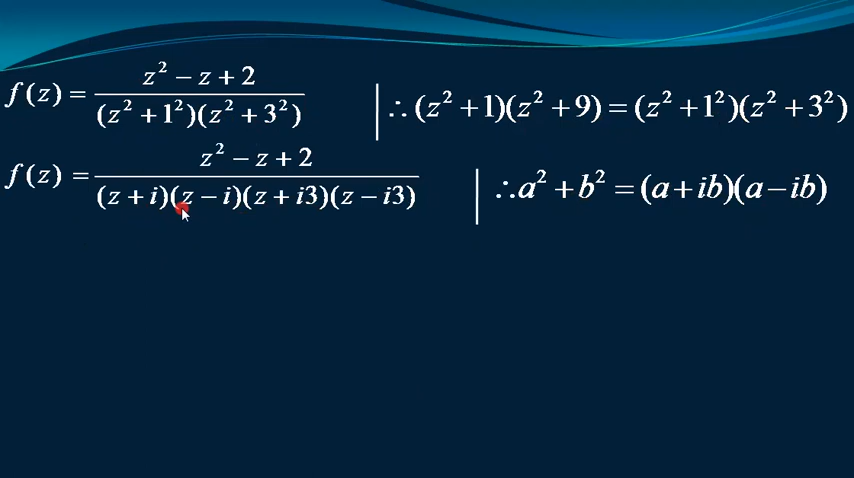 f(z) = (z² − z + 2) / ((z² + 1²)(z² + 3²)) | ∴ (z² + 1)(z² + 9) = (z² + 1²)(z² + 3²)
f(z) = (z² − z + 2) / ((z + i)(z − i)(z + i3)(z − i3)) | ∴ a² + b² = (a + ib)(a − ib)